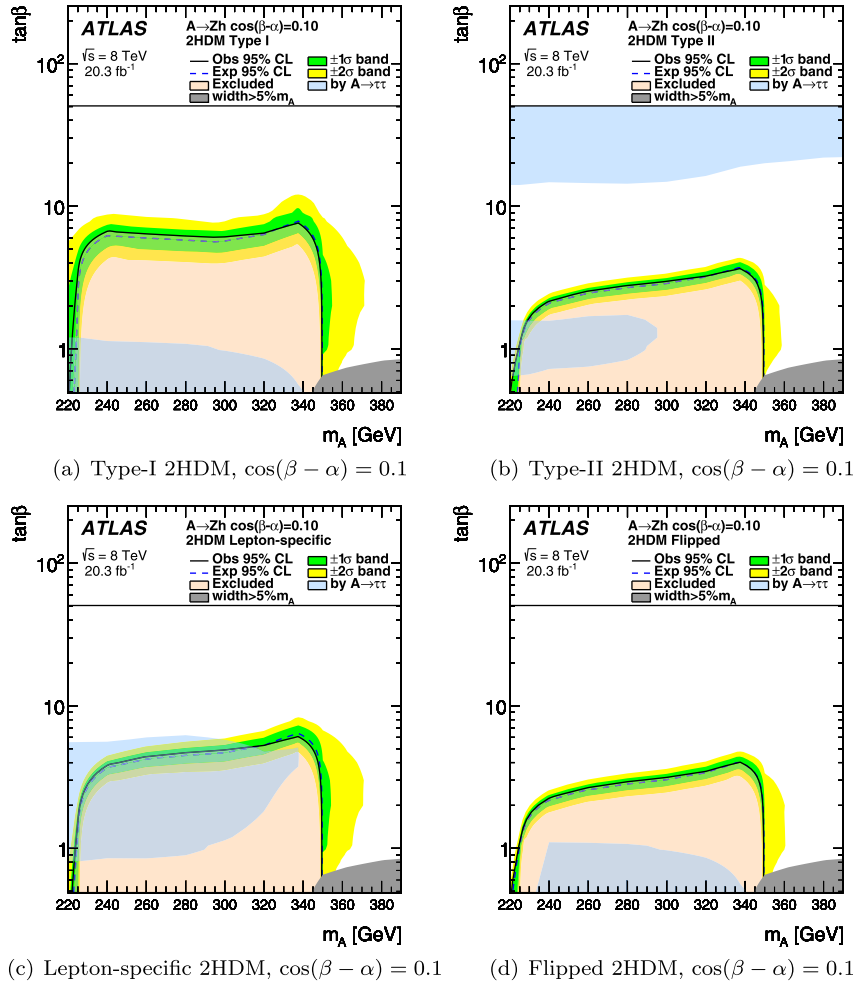 tanβ
ATLAS
√s = 8 TeV
20.3 fb⁻¹
A→Zh cos(β-α)=0.10
2HDM Type I
Obs 95% CL
Exp 95% CL
Excluded
width>5%m_A
±1σ band
±2σ band
by A→ττ
10²
10
1
220 240 260 280 300 320 340 360 380
m_A [GeV]
(a) Type-I 2HDM, cos(β − α) = 0.1
tanβ
ATLAS
√s = 8 TeV
20.3 fb⁻¹
A→Zh cos(β-α)=0.10
2HDM Type II
Obs 95% CL
Exp 95% CL
Excluded
width>5%m_A
±1σ band
±2σ band
by A→ττ
10²
10
1
220 240 260 280 300 320 340 360 380
m_A [GeV]
(b) Type-II 2HDM, cos(β − α) = 0.1
tanβ
ATLAS
√s = 8 TeV
20.3 fb⁻¹
A→Zh cos(β-α)=0.10
2HDM Lepton-specific
Obs 95% CL
Exp 95% CL
Excluded
width>5%m_A
±1σ band
±2σ band
by A→ττ
10²
10
1
220 240 260 280 300 320 340 360 380
m_A [GeV]
(c) Lepton-specific 2HDM, cos(β − α) = 0.1
tanβ
ATLAS
√s = 8 TeV
20.3 fb⁻¹
A→Zh cos(β-α)=0.10
2HDM Flipped
Obs 95% CL
Exp 95% CL
Excluded
width>5%m_A
±1σ band
±2σ band
by A→ττ
10²
10
1
220 240 260 280 300 320 340 360 380
m_A [GeV]
(d) Flipped 2HDM, cos(β − α) = 0.1